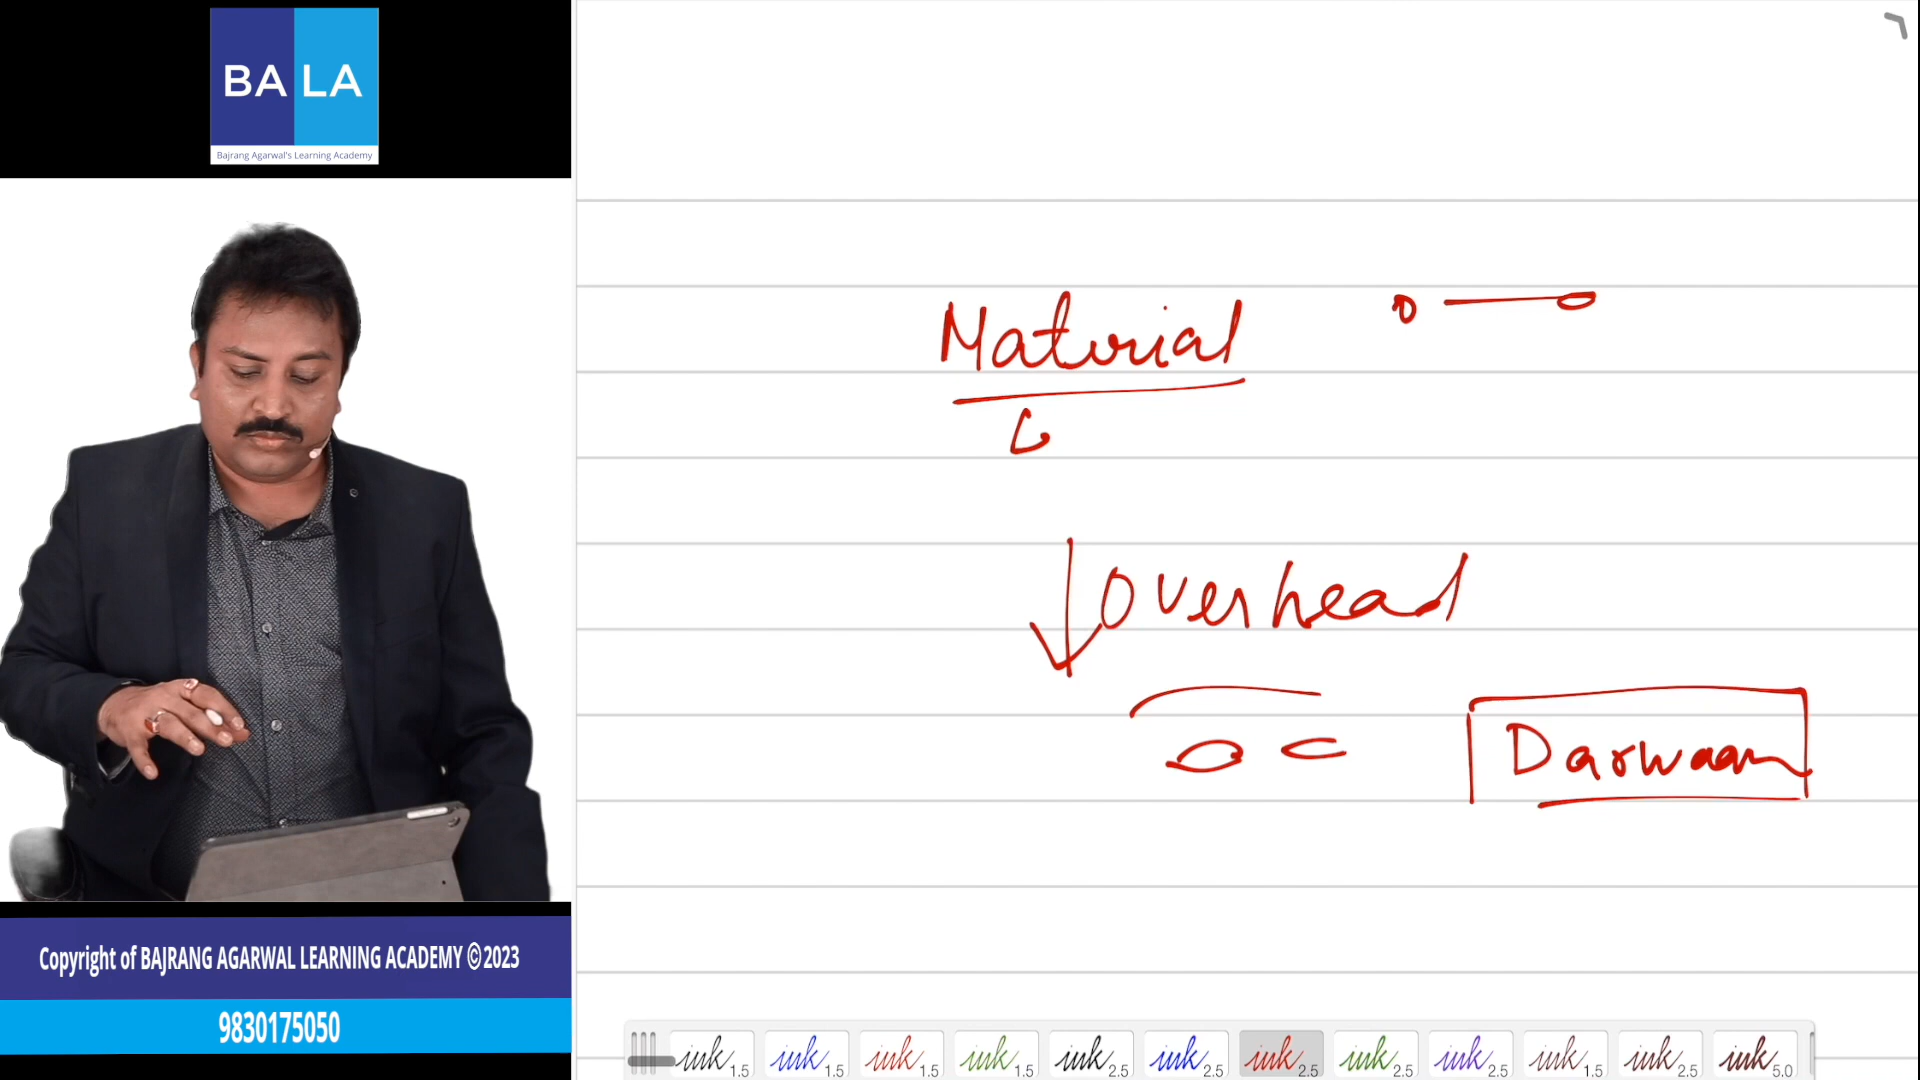 BALA
Bajrang Agarwal's Learning Academy
Material
Overhead
Darwaan
Copyright of BAJRANG AGARWAL LEARNING ACADEMY ©2023
9830175050
ink 1.5 ink 1.5 ink 1.5 ink 1.5 ink 2.5 ink 2.5 ink 2.5 ink 2.5 ink 2.5 ink 1.5 ink 2.5 ink 5.0